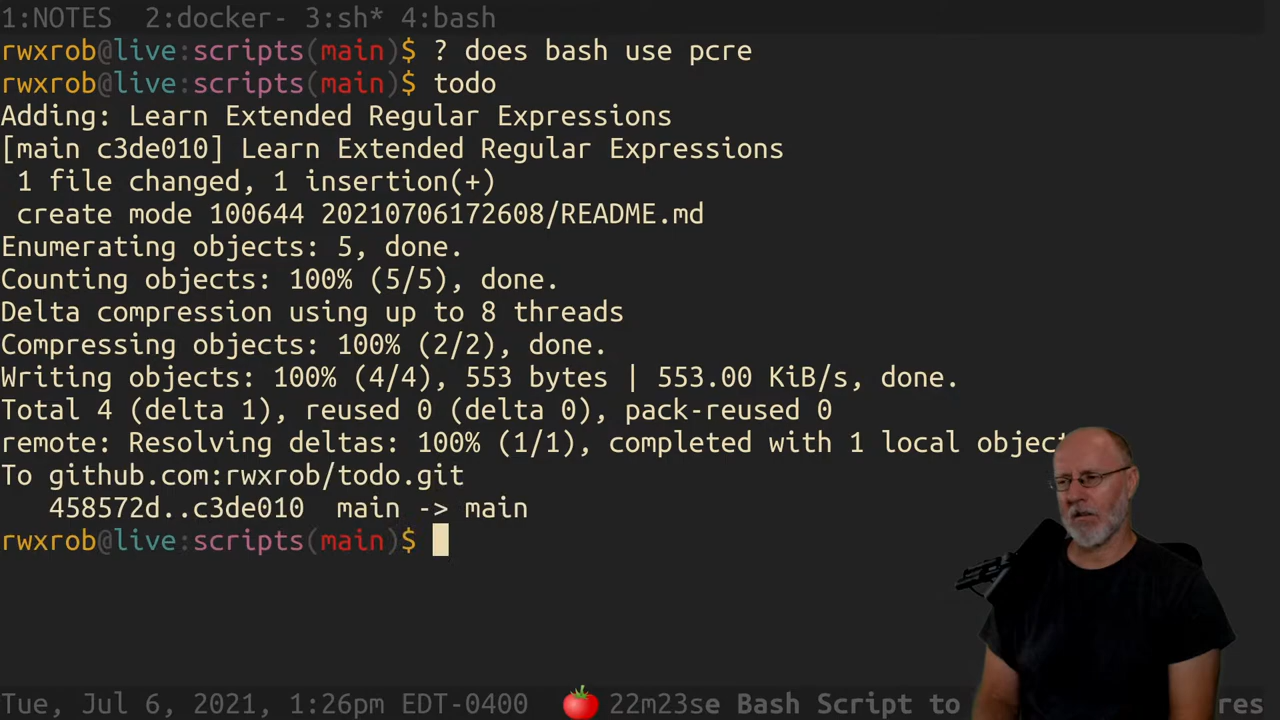 1:NOTES  2:docker- 3:sh* 4:bash
rwxrob@live:scripts(main)$ ? does bash use pcre
rwxrob@live:scripts(main)$ todo
Adding: Learn Extended Regular Expressions
[main c3de010] Learn Extended Regular Expressions
 1 file changed, 1 insertion(+)
 create mode 100644 20210706172608/README.md
Enumerating objects: 5, done.
Counting objects: 100% (5/5), done.
Delta compression using up to 8 threads
Compressing objects: 100% (2/2), done.
Writing objects: 100% (4/4), 553 bytes | 553.00 KiB/s, done.
Total 4 (delta 1), reused 0 (delta 0), pack-reused 0
remote: Resolving deltas: 100% (1/1), completed with 1 local object
To github.com:rwxrob/todo.git
   458572d..c3de010  main -> main
rwxrob@live:scripts(main)$
Tue, Jul 6, 2021, 1:26pm EDT-0400 🍅 22m23se Bash Script to res